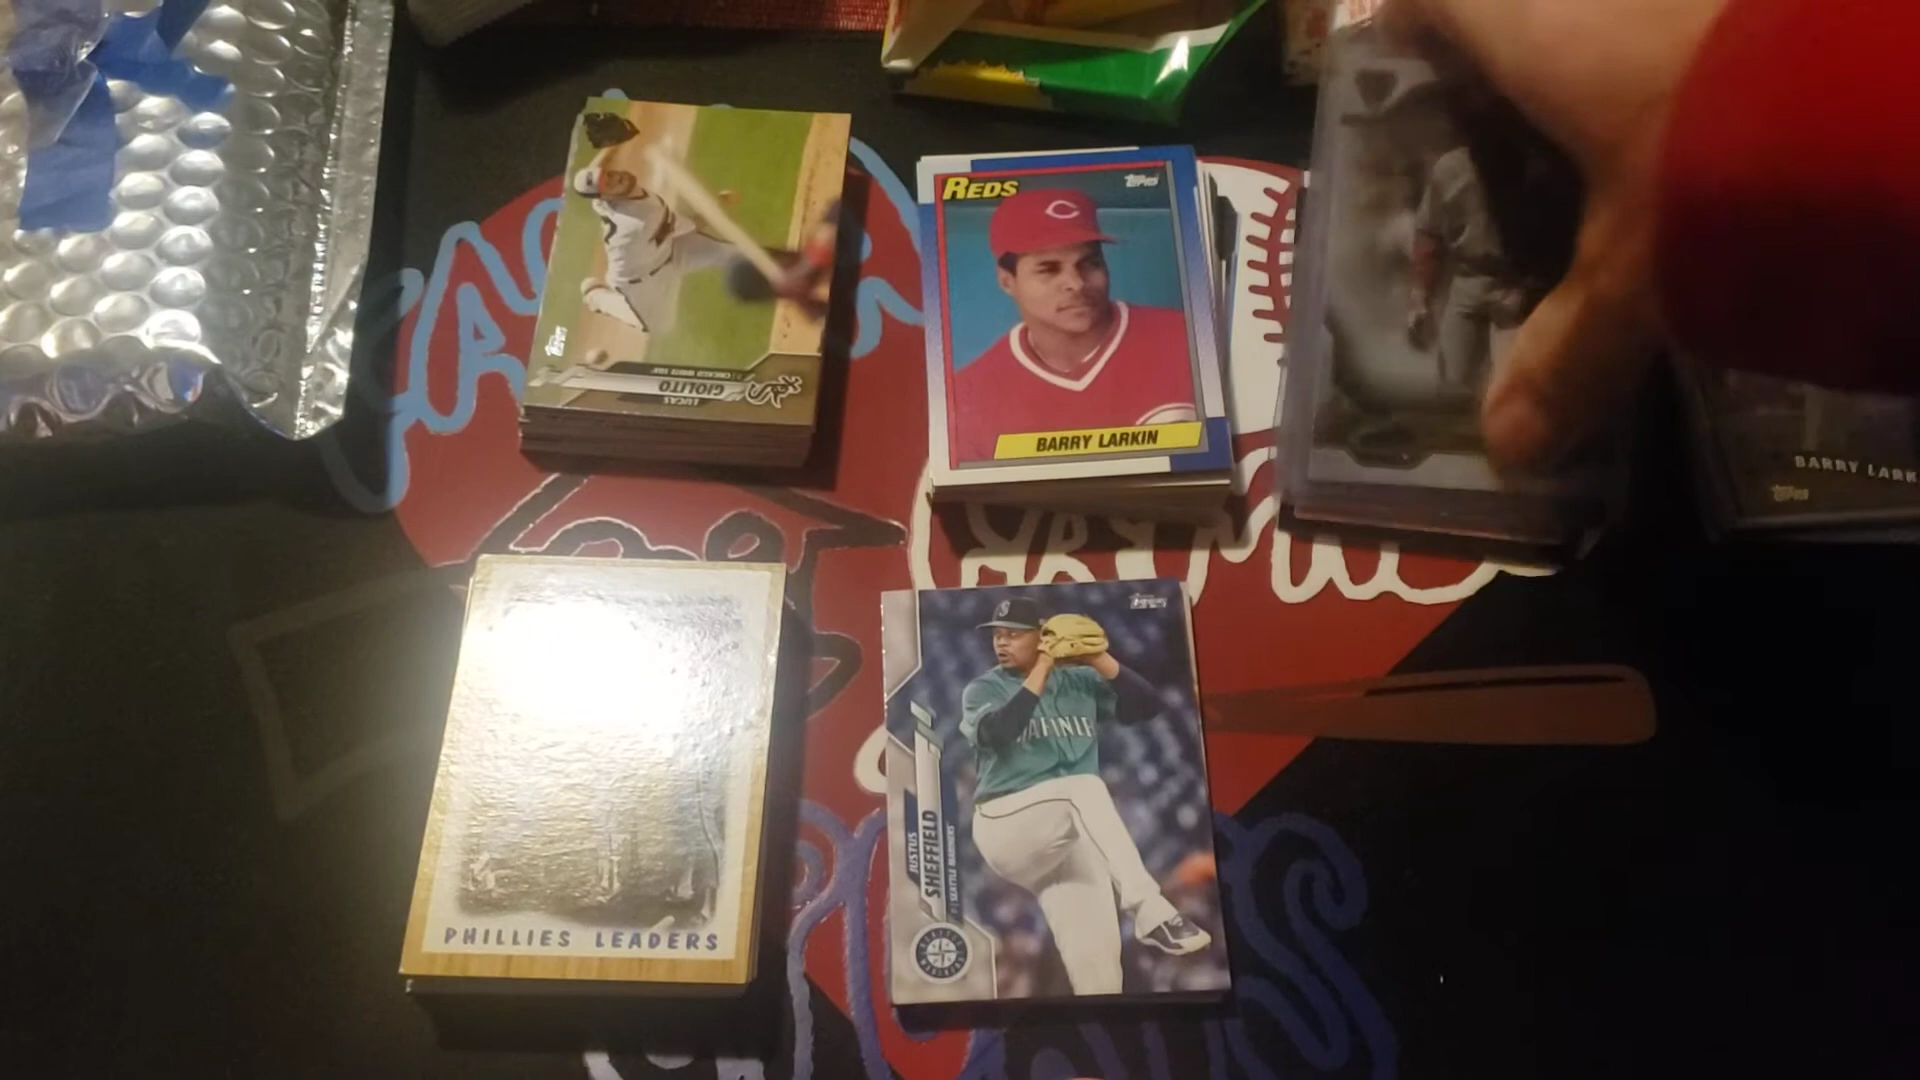 Topps
LUCAS
GIOLITO
P | CHICAGO WHITE SOX
REDS
Topps
BARRY LARKIN
BARRY LARK
Topps
PHILLIES LEADERS
Topps
JUSTUS
SHEFFIELD
P | SEATTLE MARINERS